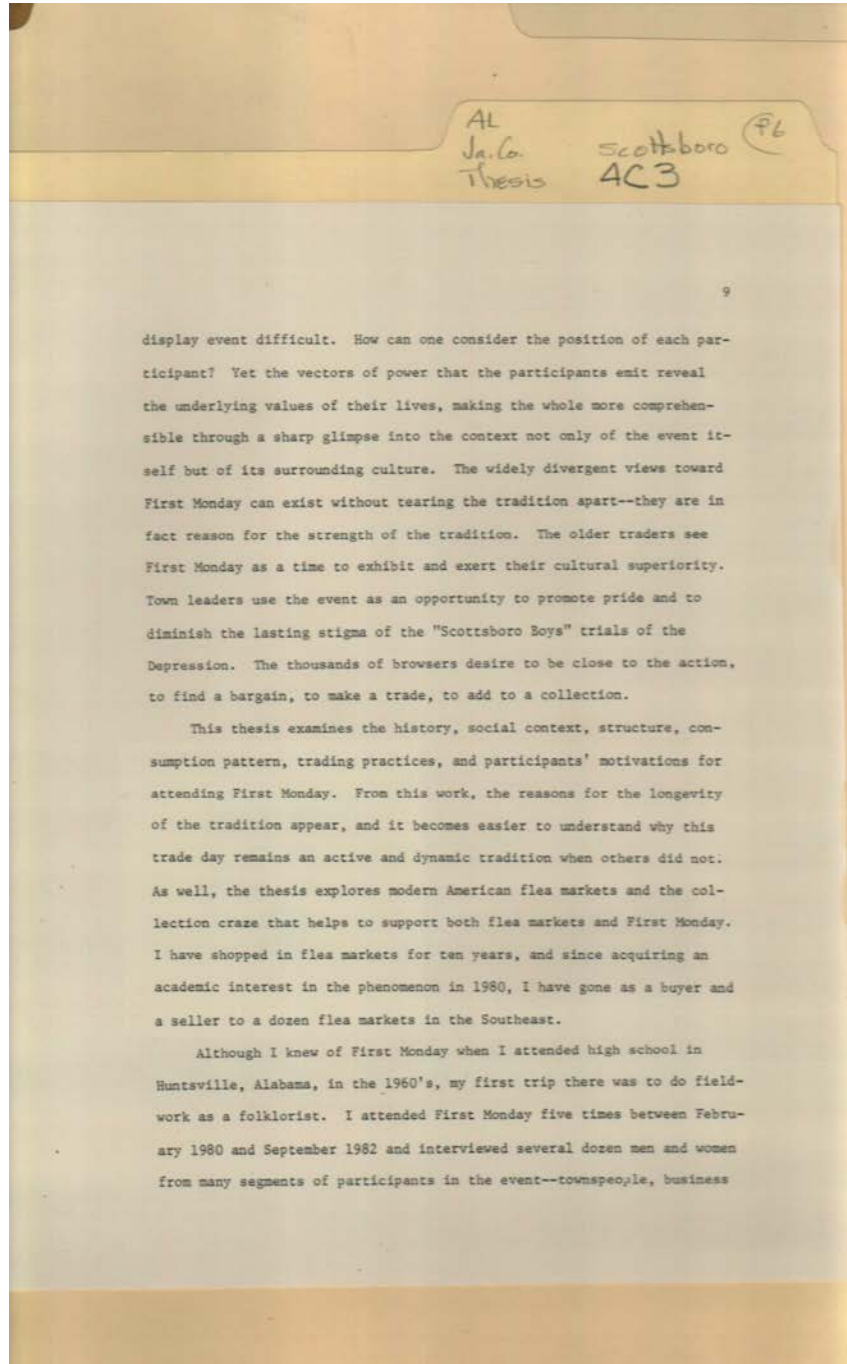 AL
Ja. Co. Scottsboro P6
Thesis 4C3
9
display event difficult. How can one consider the position of each par-
ticipant? Yet the vectors of power that the participants emit reveal
the underlying values of their lives, making the whole more comprehen-
sible through a sharp glimpse into the context not only of the event it-
self but of its surrounding culture. The widely divergent views toward
First Monday can exist without tearing the tradition apart--they are in
fact reason for the strength of the tradition. The older traders see
First Monday as a time to exhibit and exert their cultural superiority.
Town leaders use the event as an opportunity to promote pride and to
diminish the lasting stigma of the "Scottsboro Boys" trials of the
Depression. The thousands of browsers desire to be close to the action,
to find a bargain, to make a trade, to add to a collection.
This thesis examines the history, social context, structure, con-
sumption pattern, trading practices, and participants' motivations for
attending First Monday. From this work, the reasons for the longevity
of the tradition appear, and it becomes easier to understand why this
trade day remains an active and dynamic tradition when others did not.
As well, the thesis explores modern American flea markets and the col-
lection craze that helps to support both flea markets and First Monday.
I have shopped in flea markets for ten years, and since acquiring an
academic interest in the phenomenon in 1980, I have gone as a buyer and
a seller to a dozen flea markets in the Southeast.
Although I knew of First Monday when I attended high school in
Huntsville, Alabama, in the 1960's, my first trip there was to do field-
work as a folklorist. I attended First Monday five times between Febru-
ary 1980 and September 1982 and interviewed several dozen men and women
from many segments of participants in the event--townspeople, business